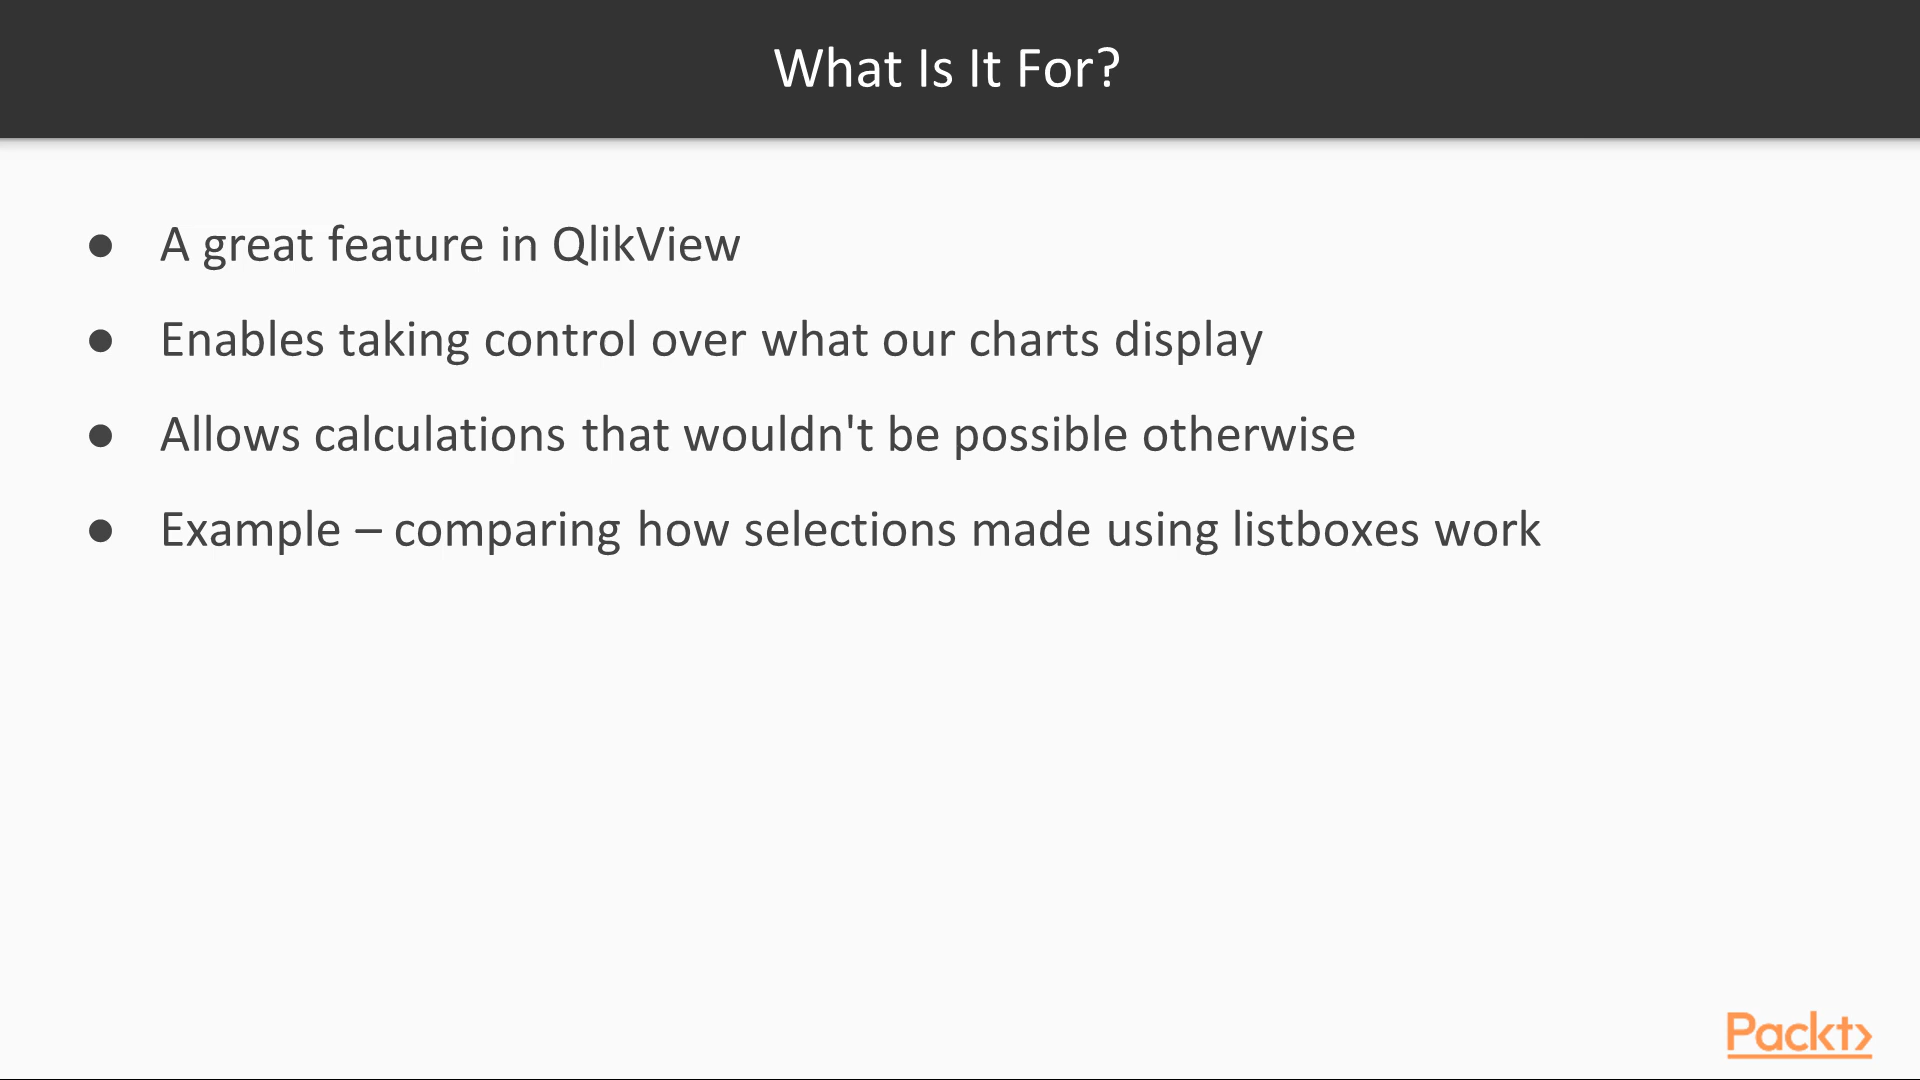 What Is It For?
● A great feature in QlikView
● Enables taking control over what our charts display
● Allows calculations that wouldn't be possible otherwise
● Example – comparing how selections made using listboxes work
Packt>